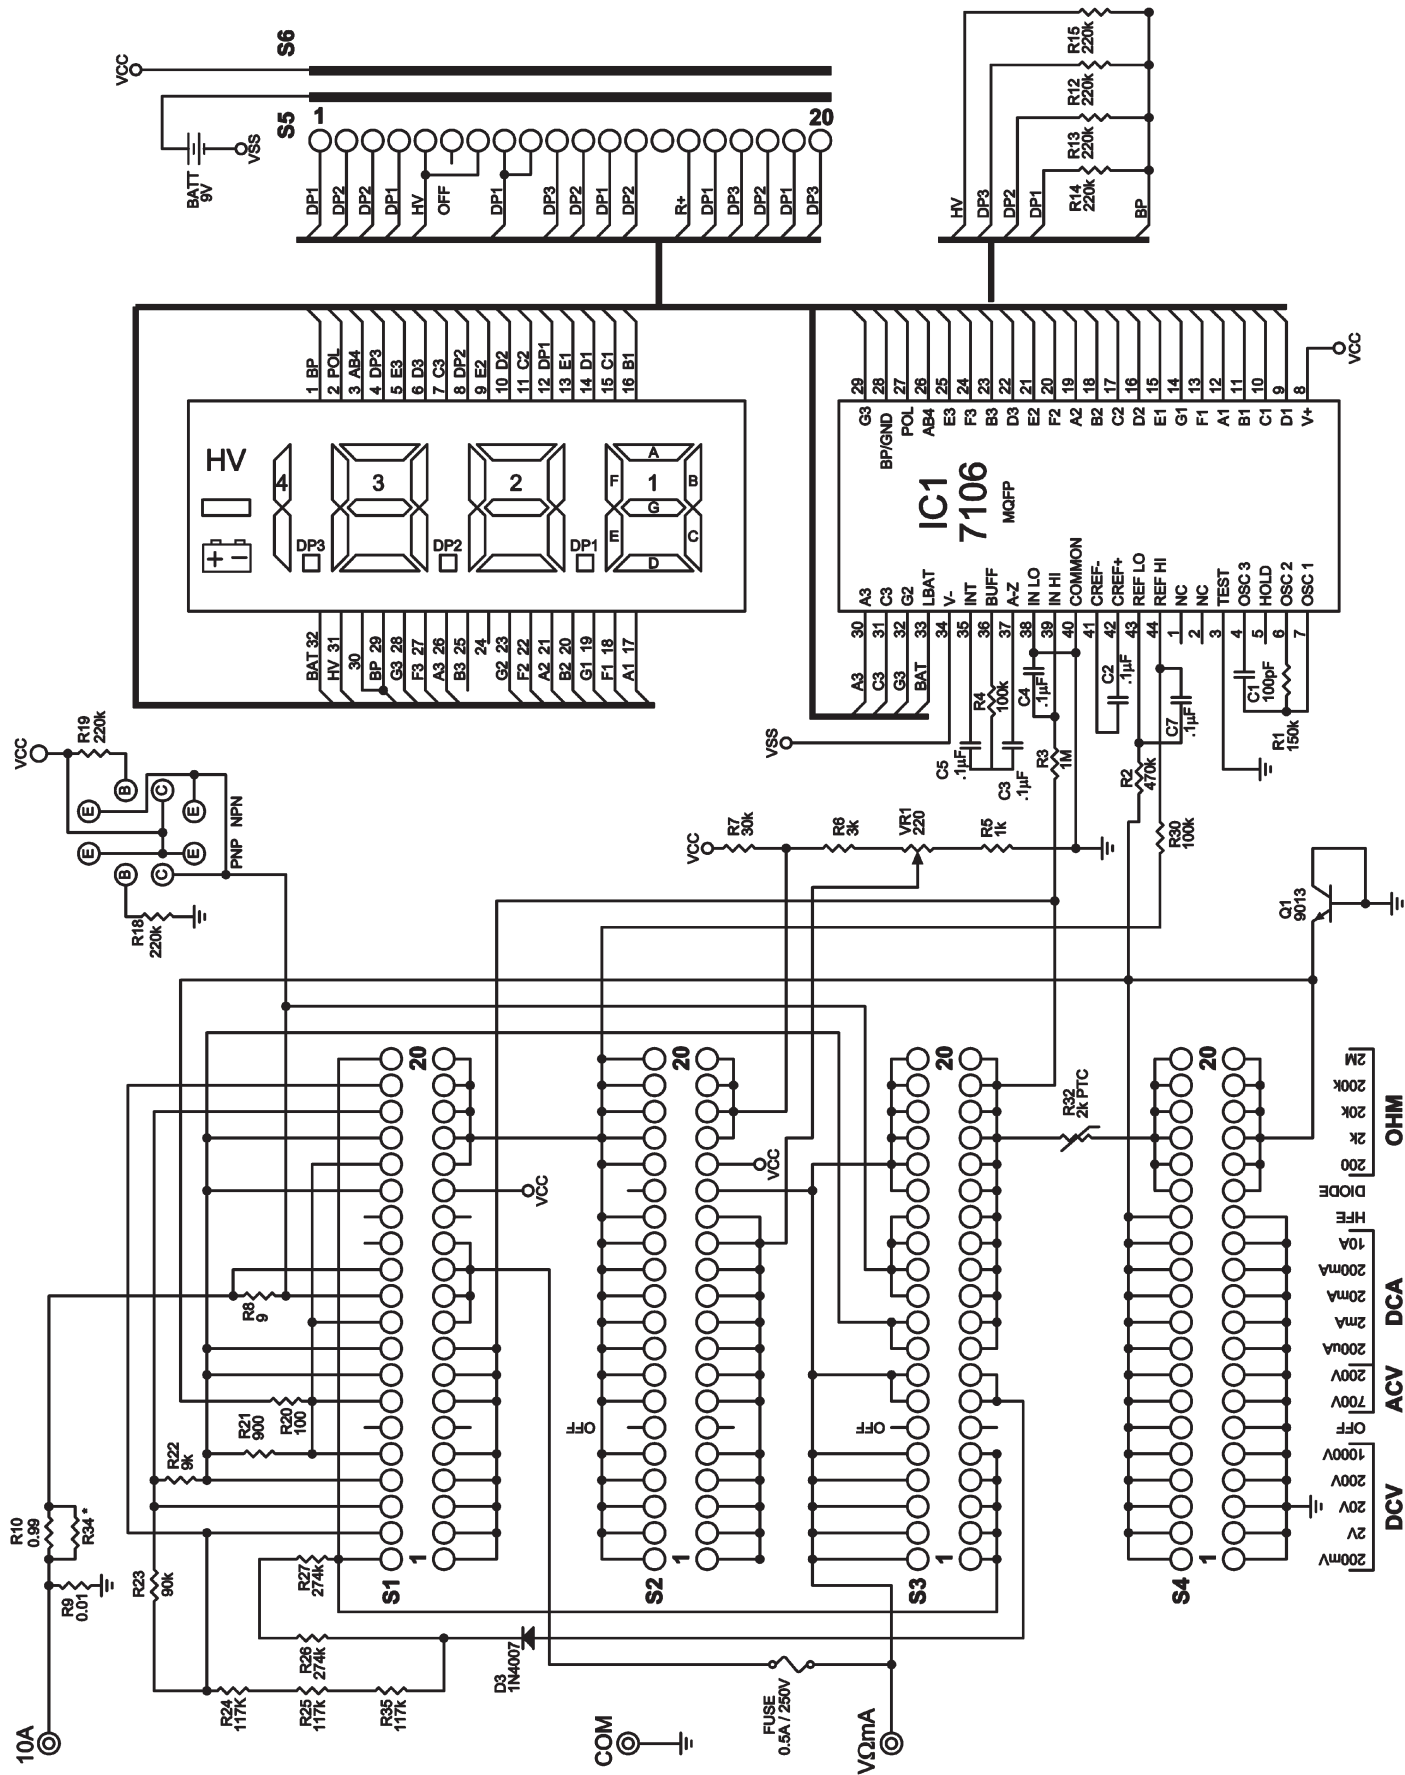 S6
VCC
S5
1
20
BATT
9V
VSS
DP1
DP2
DP2
DP1
HV
OFF
DP1
DP3
DP2
DP1
DP2
R+
DP1
DP3
DP2
DP1
DP3
HV
DP3
DP2
DP1
BP
R15
220k
R12
220k
R13
220k
R14
220k
1 BP
2 POL
3 AB4
4 DP3
5 E3
6 D3
7 C3
8 DP2
9 E2
10 D2
11 C2
12 DP1
13 E1
14 D1
15 C1
16 B1
HV
4
3
2
1
A
B
C
D
E
F
G
+ −
DP3
DP2
DP1
BAT 32
HV 31
30
BP 29
G3 28
F3 27
A3 26
B3 25
24
G2 23
F2 22
A2 21
B2 20
G1 19
F1 18
A1 17
29 G3
28 BP/GND
27 POL
26 AB4
25 E3
24 F3
23 B3
22 D3
21 E2
20 F2
19 A2
18 B2
17 C2
16 D2
15 E1
14 G1
13 F1
12 A1
11 B1
10 C1
9 D1
8 V+
VCC
IC1
7106
MQFP
A3 30
C3 31
G2 32
LBAT 33
V- 34
INT 35
BUFF 36
A-Z 37
IN LO 38
IN HI 39
COMMON 40
CREF- 41
CREF+ 42
REF LO 43
REF HI 44
NC 1
NC 2
TEST 3
OSC 3 4
HOLD 5
OSC 2 6
OSC 1 7
A3
C3
G3
BAT
VSS
C5
.1µF
R4
100k
C3
.1µF
C4
.1µF
R3
1M
C2
.1µF
R2
470k
C7
.1µF
C1
100pF
R1
150k
VCC
R19
220k
B
C
E
E
NPN
E
E
PNP
B
C
R18
220k
VCC
R7
30k
R6
3k
VR1
220
R5
1k
R30
100k
Q1
9013
20
VCC
S1
1
20
VCC
OFF
S2
1
20
OFF
S3
1
R32
2k PTC
20
S4
1
2M
200k
20k
2k
200
OHM
DIODE
HFE
10A
200mA
20mA
2mA
200uA
DCA
200V
700V
ACV
OFF
1000V
200V
20V
2V
200mV
DCV
R8
9
R20
100
R21
900
R22
9k
R10
0.99
R34 *
R9
0.01
R23
90k
R27
274k
R26
274k
R24
117K
R25
117k
R35
117k
D3
1N4007
FUSE
0.5A / 250V
10A
COM
VΩmA